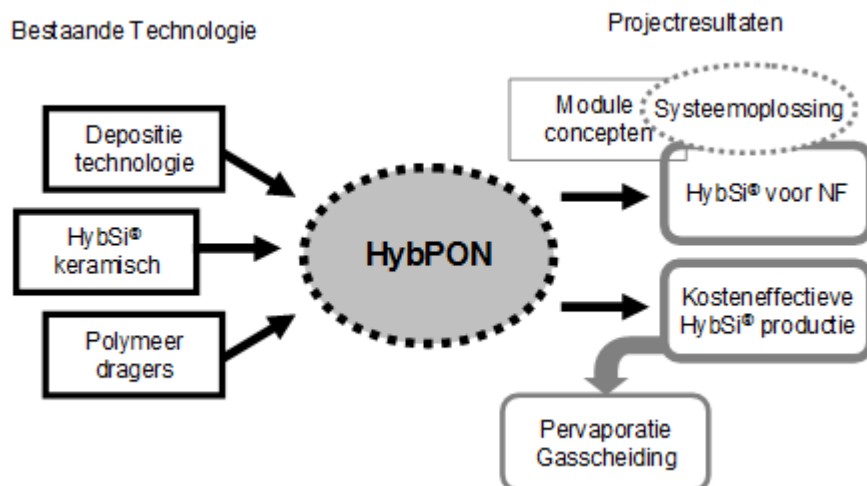 Bestaande Technologie
Projectresultaten
Depositie
technologie
HybSi®
keramisch
Polymeer
dragers
HybPON
Module
concepten
Systeemoplossing
HybSi® voor NF
Kosteneffectieve
HybSi® productie
Pervaporatie
Gasscheiding